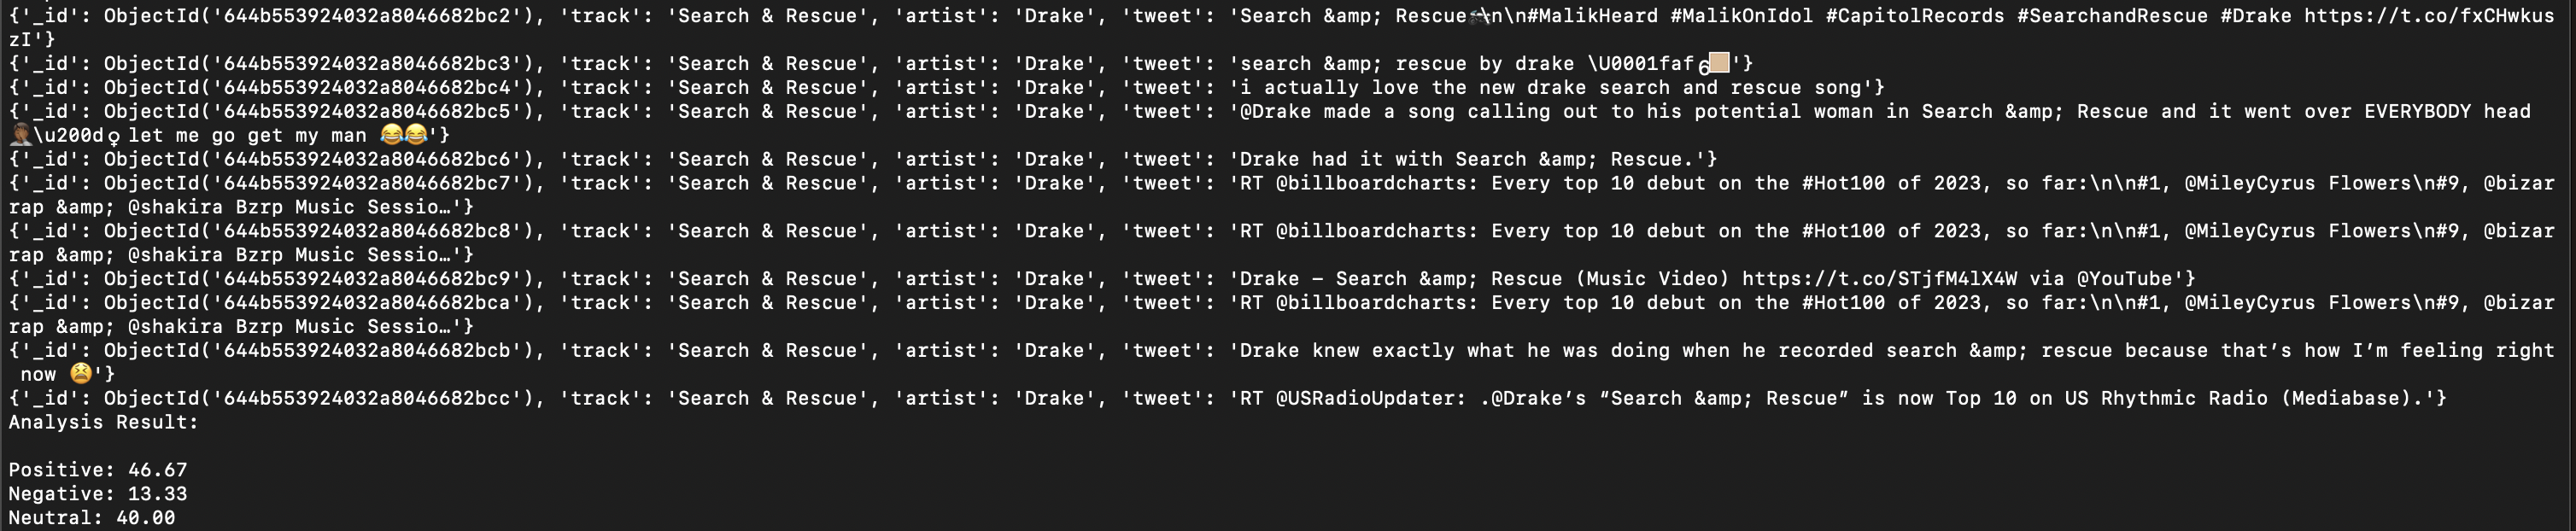 {'_id': ObjectId('644b553924032a8046682bc2'), 'track': 'Search & Rescue', 'artist': 'Drake', 'tweet': 'Search &amp; Rescue🏍\n\n#MalikHeard #MalikOnIdol #CapitolRecords #SearchandRescue #Drake https://t.co/fxCHwkus
zI'}
{'_id': ObjectId('644b553924032a8046682bc3'), 'track': 'Search & Rescue', 'artist': 'Drake', 'tweet': 'search &amp; rescue by drake \U0001faf6🏼'}
{'_id': ObjectId('644b553924032a8046682bc4'), 'track': 'Search & Rescue', 'artist': 'Drake', 'tweet': 'i actually love the new drake search and rescue song'}
{'_id': ObjectId('644b553924032a8046682bc5'), 'track': 'Search & Rescue', 'artist': 'Drake', 'tweet': '@Drake made a song calling out to his potential woman in Search &amp; Rescue and it went over EVERYBODY head
🤦🏾\u200d♀ let me go get my man 😂😂'}
{'_id': ObjectId('644b553924032a8046682bc6'), 'track': 'Search & Rescue', 'artist': 'Drake', 'tweet': 'Drake had it with Search &amp; Rescue.'}
{'_id': ObjectId('644b553924032a8046682bc7'), 'track': 'Search & Rescue', 'artist': 'Drake', 'tweet': 'RT @billboardcharts: Every top 10 debut on the #Hot100 of 2023, so far:\n\n#1, @MileyCyrus Flowers\n#9, @bizar
rap &amp; @shakira Bzrp Music Sessio…'}
{'_id': ObjectId('644b553924032a8046682bc8'), 'track': 'Search & Rescue', 'artist': 'Drake', 'tweet': 'RT @billboardcharts: Every top 10 debut on the #Hot100 of 2023, so far:\n\n#1, @MileyCyrus Flowers\n#9, @bizar
rap &amp; @shakira Bzrp Music Sessio…'}
{'_id': ObjectId('644b553924032a8046682bc9'), 'track': 'Search & Rescue', 'artist': 'Drake', 'tweet': 'Drake – Search &amp; Rescue (Music Video) https://t.co/STjfM4lX4W via @YouTube'}
{'_id': ObjectId('644b553924032a8046682bca'), 'track': 'Search & Rescue', 'artist': 'Drake', 'tweet': 'RT @billboardcharts: Every top 10 debut on the #Hot100 of 2023, so far:\n\n#1, @MileyCyrus Flowers\n#9, @bizar
rap &amp; @shakira Bzrp Music Sessio…'}
{'_id': ObjectId('644b553924032a8046682bcb'), 'track': 'Search & Rescue', 'artist': 'Drake', 'tweet': 'Drake knew exactly what he was doing when he recorded search &amp; rescue because that’s how I’m feeling right
 now 😫'}
{'_id': ObjectId('644b553924032a8046682bcc'), 'track': 'Search & Rescue', 'artist': 'Drake', 'tweet': 'RT @USRadioUpdater: .@Drake’s “Search &amp; Rescue” is now Top 10 on US Rhythmic Radio (Mediabase).'}
Analysis Result:
Positive: 46.67
Negative: 13.33
Neutral: 40.00